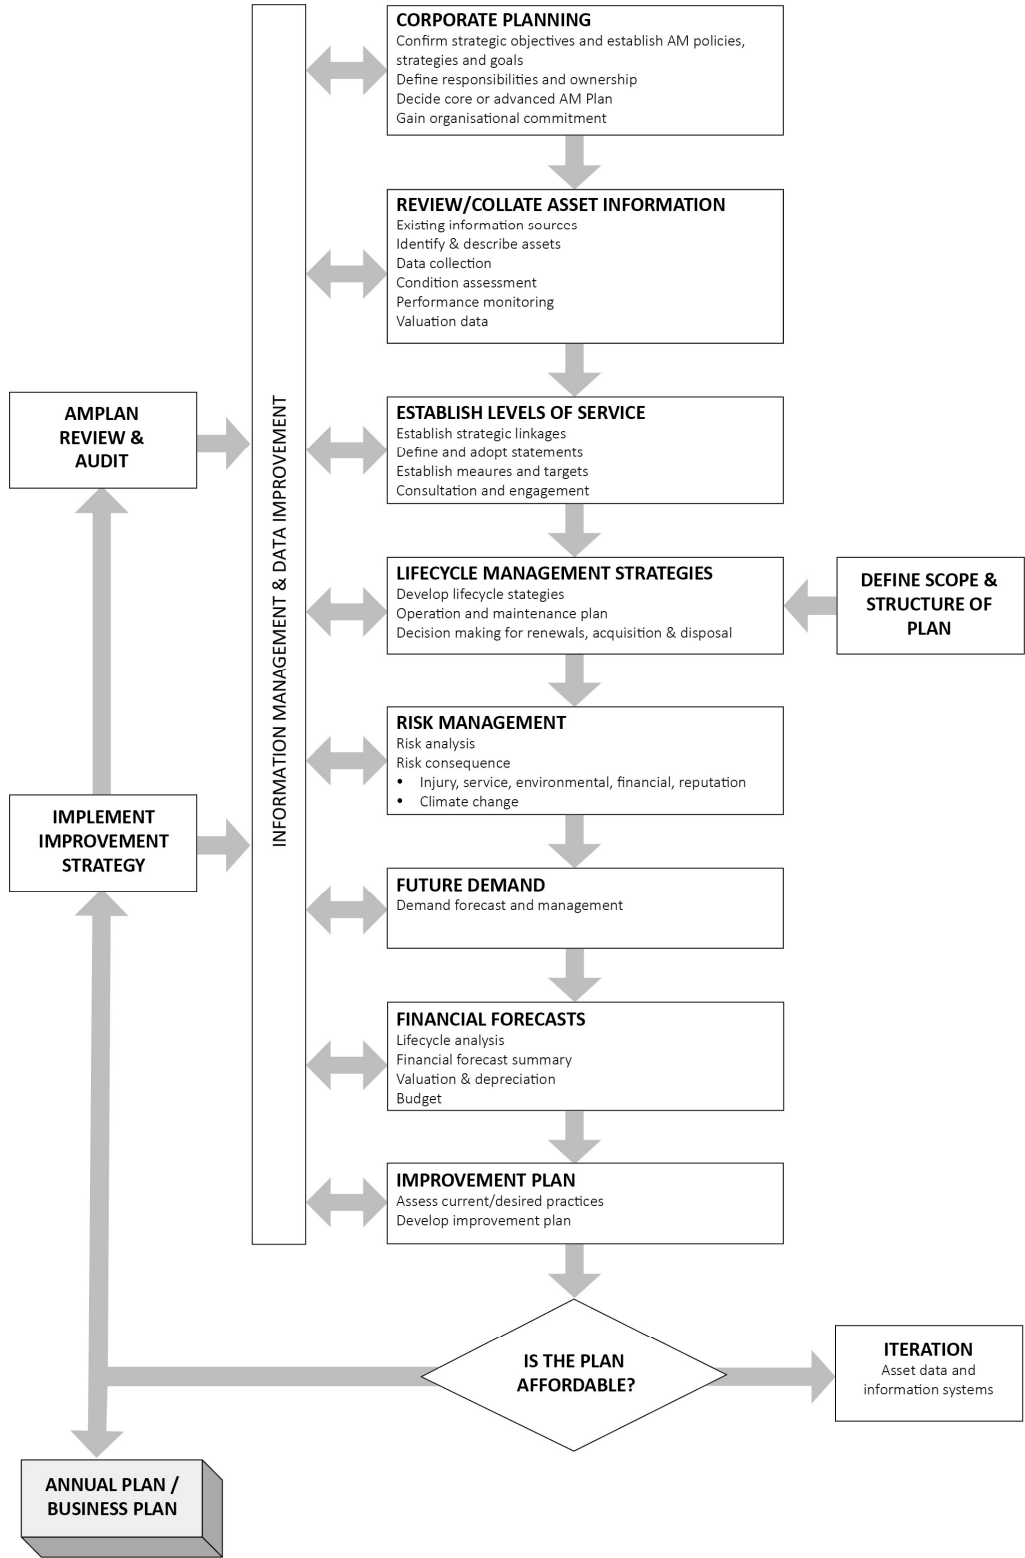 CORPORATE PLANNING
Confirm strategic objectives and establish AM policies,
strategies and goals
Define responsibilities and ownership
Decide core or advanced AM Plan
Gain organisational commitment
REVIEW/COLLATE ASSET INFORMATION
Existing information sources
Identify & describe assets
Data collection
Condition assessment
Performance monitoring
Valuation data
AMPLAN
REVIEW &
AUDIT
INFORMATION MANAGEMENT & DATA IMPROVEMENT
ESTABLISH LEVELS OF SERVICE
Establish strategic linkages
Define and adopt statements
Establish meaures and targets
Consultation and engagement
LIFECYCLE MANAGEMENT STRATEGIES
Develop lifecycle stategies
Operation and maintenance plan
Decision making for renewals, acquisition & disposal
DEFINE SCOPE &
STRUCTURE OF
PLAN
RISK MANAGEMENT
Risk analysis
Risk consequence
• Injury, service, environmental, financial, reputation
• Climate change
IMPLEMENT
IMPROVEMENT
STRATEGY
FUTURE DEMAND
Demand forecast and management
FINANCIAL FORECASTS
Lifecycle analysis
Financial forecast summary
Valuation & depreciation
Budget
IMPROVEMENT PLAN
Assess current/desired practices
Develop improvement plan
IS THE PLAN
AFFORDABLE?
ITERATION
Asset data and
information systems
ANNUAL PLAN /
BUSINESS PLAN